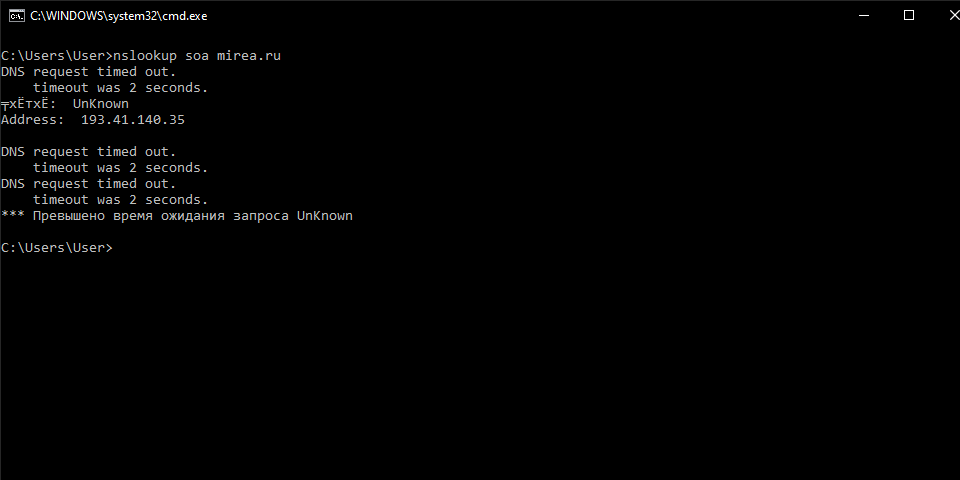 C:\WINDOWS\system32\cmd.exe
C:\Users\User>nslookup soa mirea.ru
DNS request timed out.
    timeout was 2 seconds.
╤хЁтхЁ:  UnKnown
Address:  193.41.140.35
DNS request timed out.
    timeout was 2 seconds.
DNS request timed out.
    timeout was 2 seconds.
*** Превышено время ожидания запроса UnKnown
C:\Users\User>